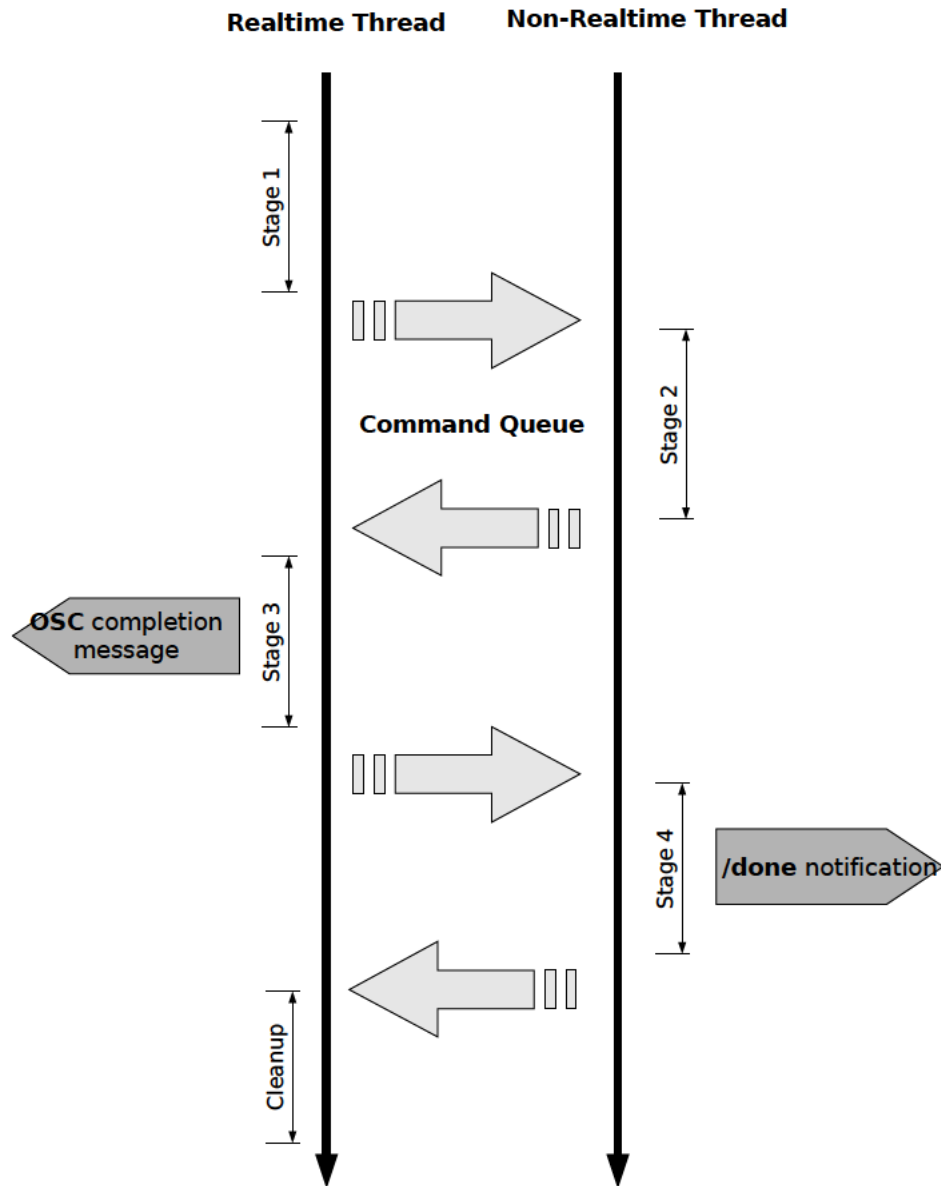 Realtime Thread
Non-Realtime Thread
Stage 1
Command Queue
Stage 2
OSC completion
message
Stage 3
Stage 4
/done notification
Cleanup